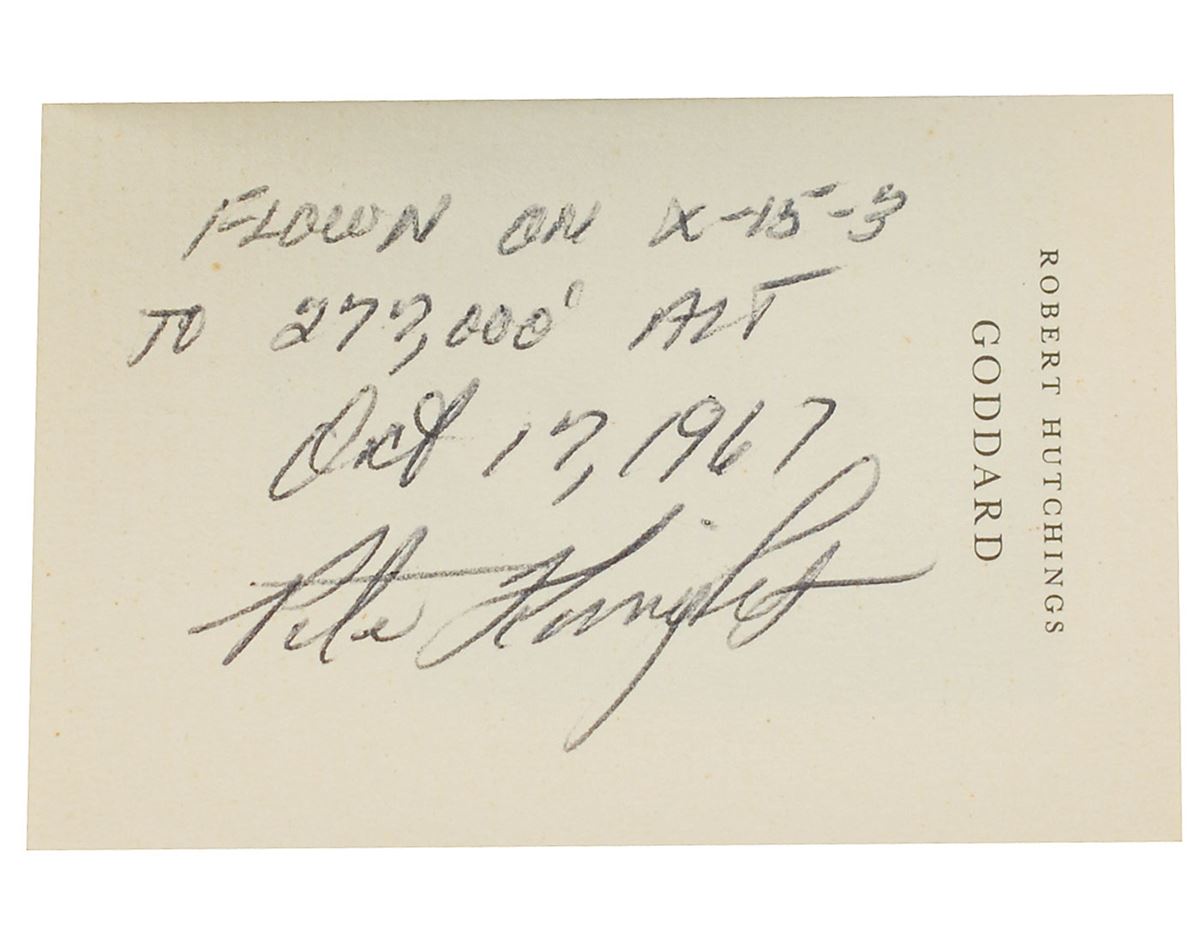 FLOWN ON X-15-3
TO 277,000' ALT
Oct 17, 1967
Pete Knight
ROBERT HUTCHINGS
GODDARD